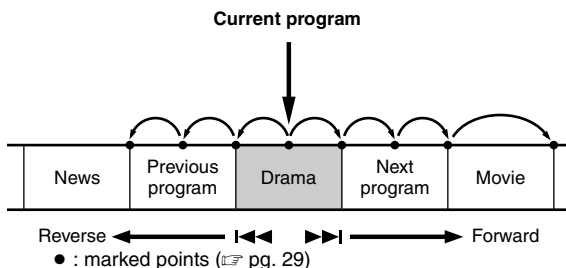 Current program
News
Previous
program
Drama
Next
program
Movie
Reverse
Forward
● : marked points (☞ pg. 29)